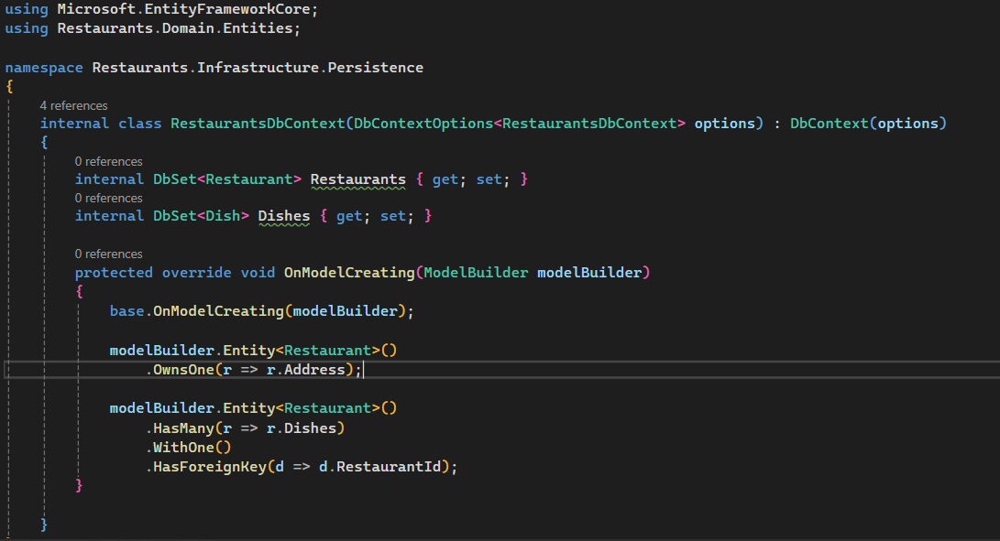 using Microsoft.EntityFrameworkCore;
using Restaurants.Domain.Entities;
namespace Restaurants.Infrastructure.Persistence
{
4 references
internal class RestaurantsDbContext(DbContextOptions<RestaurantsDbContext> options) : DbContext(options)
{
0 references
internal DbSet<Restaurant> Restaurants { get; set; }
0 references
internal DbSet<Dish> Dishes { get; set; }
0 references
protected override void OnModelCreating(ModelBuilder modelBuilder)
{
base.OnModelCreating(modelBuilder);
modelBuilder.Entity<Restaurant>()
.OwnsOne(r => r.Address);
modelBuilder.Entity<Restaurant>()
.HasMany(r => r.Dishes)
.WithOne()
.HasForeignKey(d => d.RestaurantId);
}
}